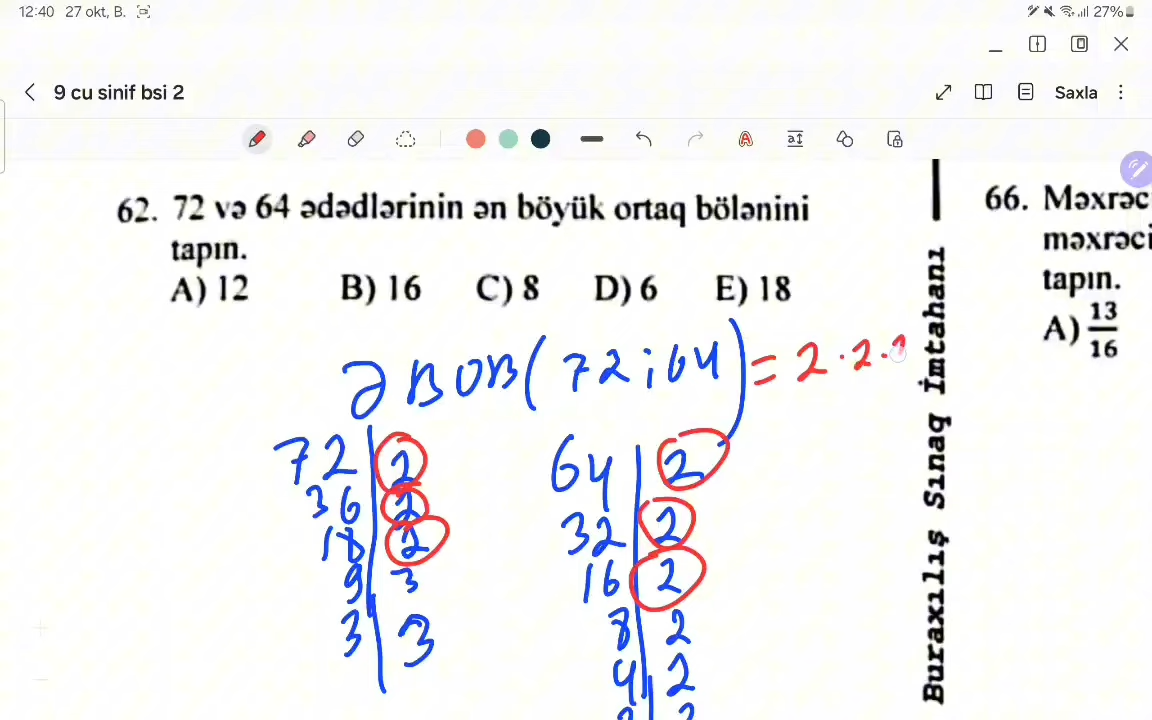 12:40 27 okt, B. 27%
9 cu sinif bsi 2 Saxla
62. 72 və 64 ədədlərinin ən böyük ortaq bölənini
tapın.
A) 12 B) 16 C) 8 D) 6 E) 18
ƏBOB(72;64) = 2·2·2
72 2
36 2
18 2
9 3
3 3
64 2
32 2
16 2
8 2
4 2
2 2
Buraxılış Sınaq İmtahanı
66. Məxrəc
məxrəci
tapın.
A) 13/16